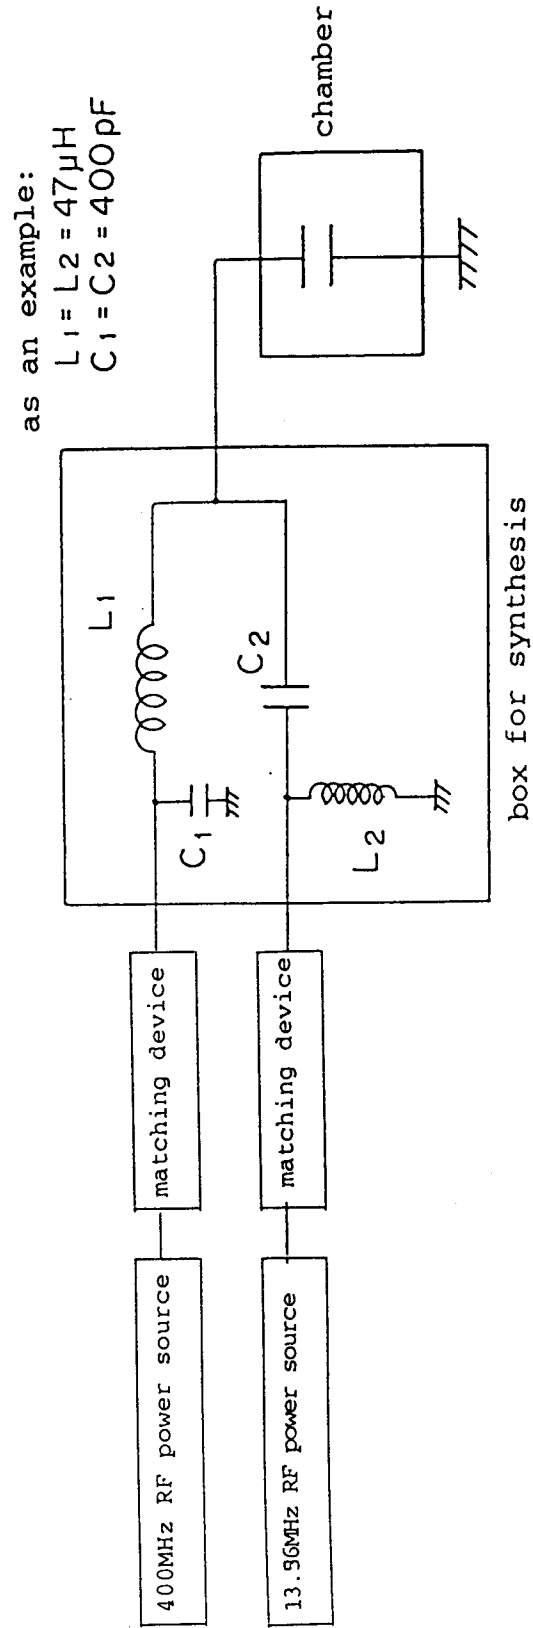 as an example:
L1 = L2 = 47μH
C1 = C2 = 400pF
chamber
L1
C1
C2
L2
box for synthesis
matching device
matching device
400MHz RF power source
13.96MHz RF power source